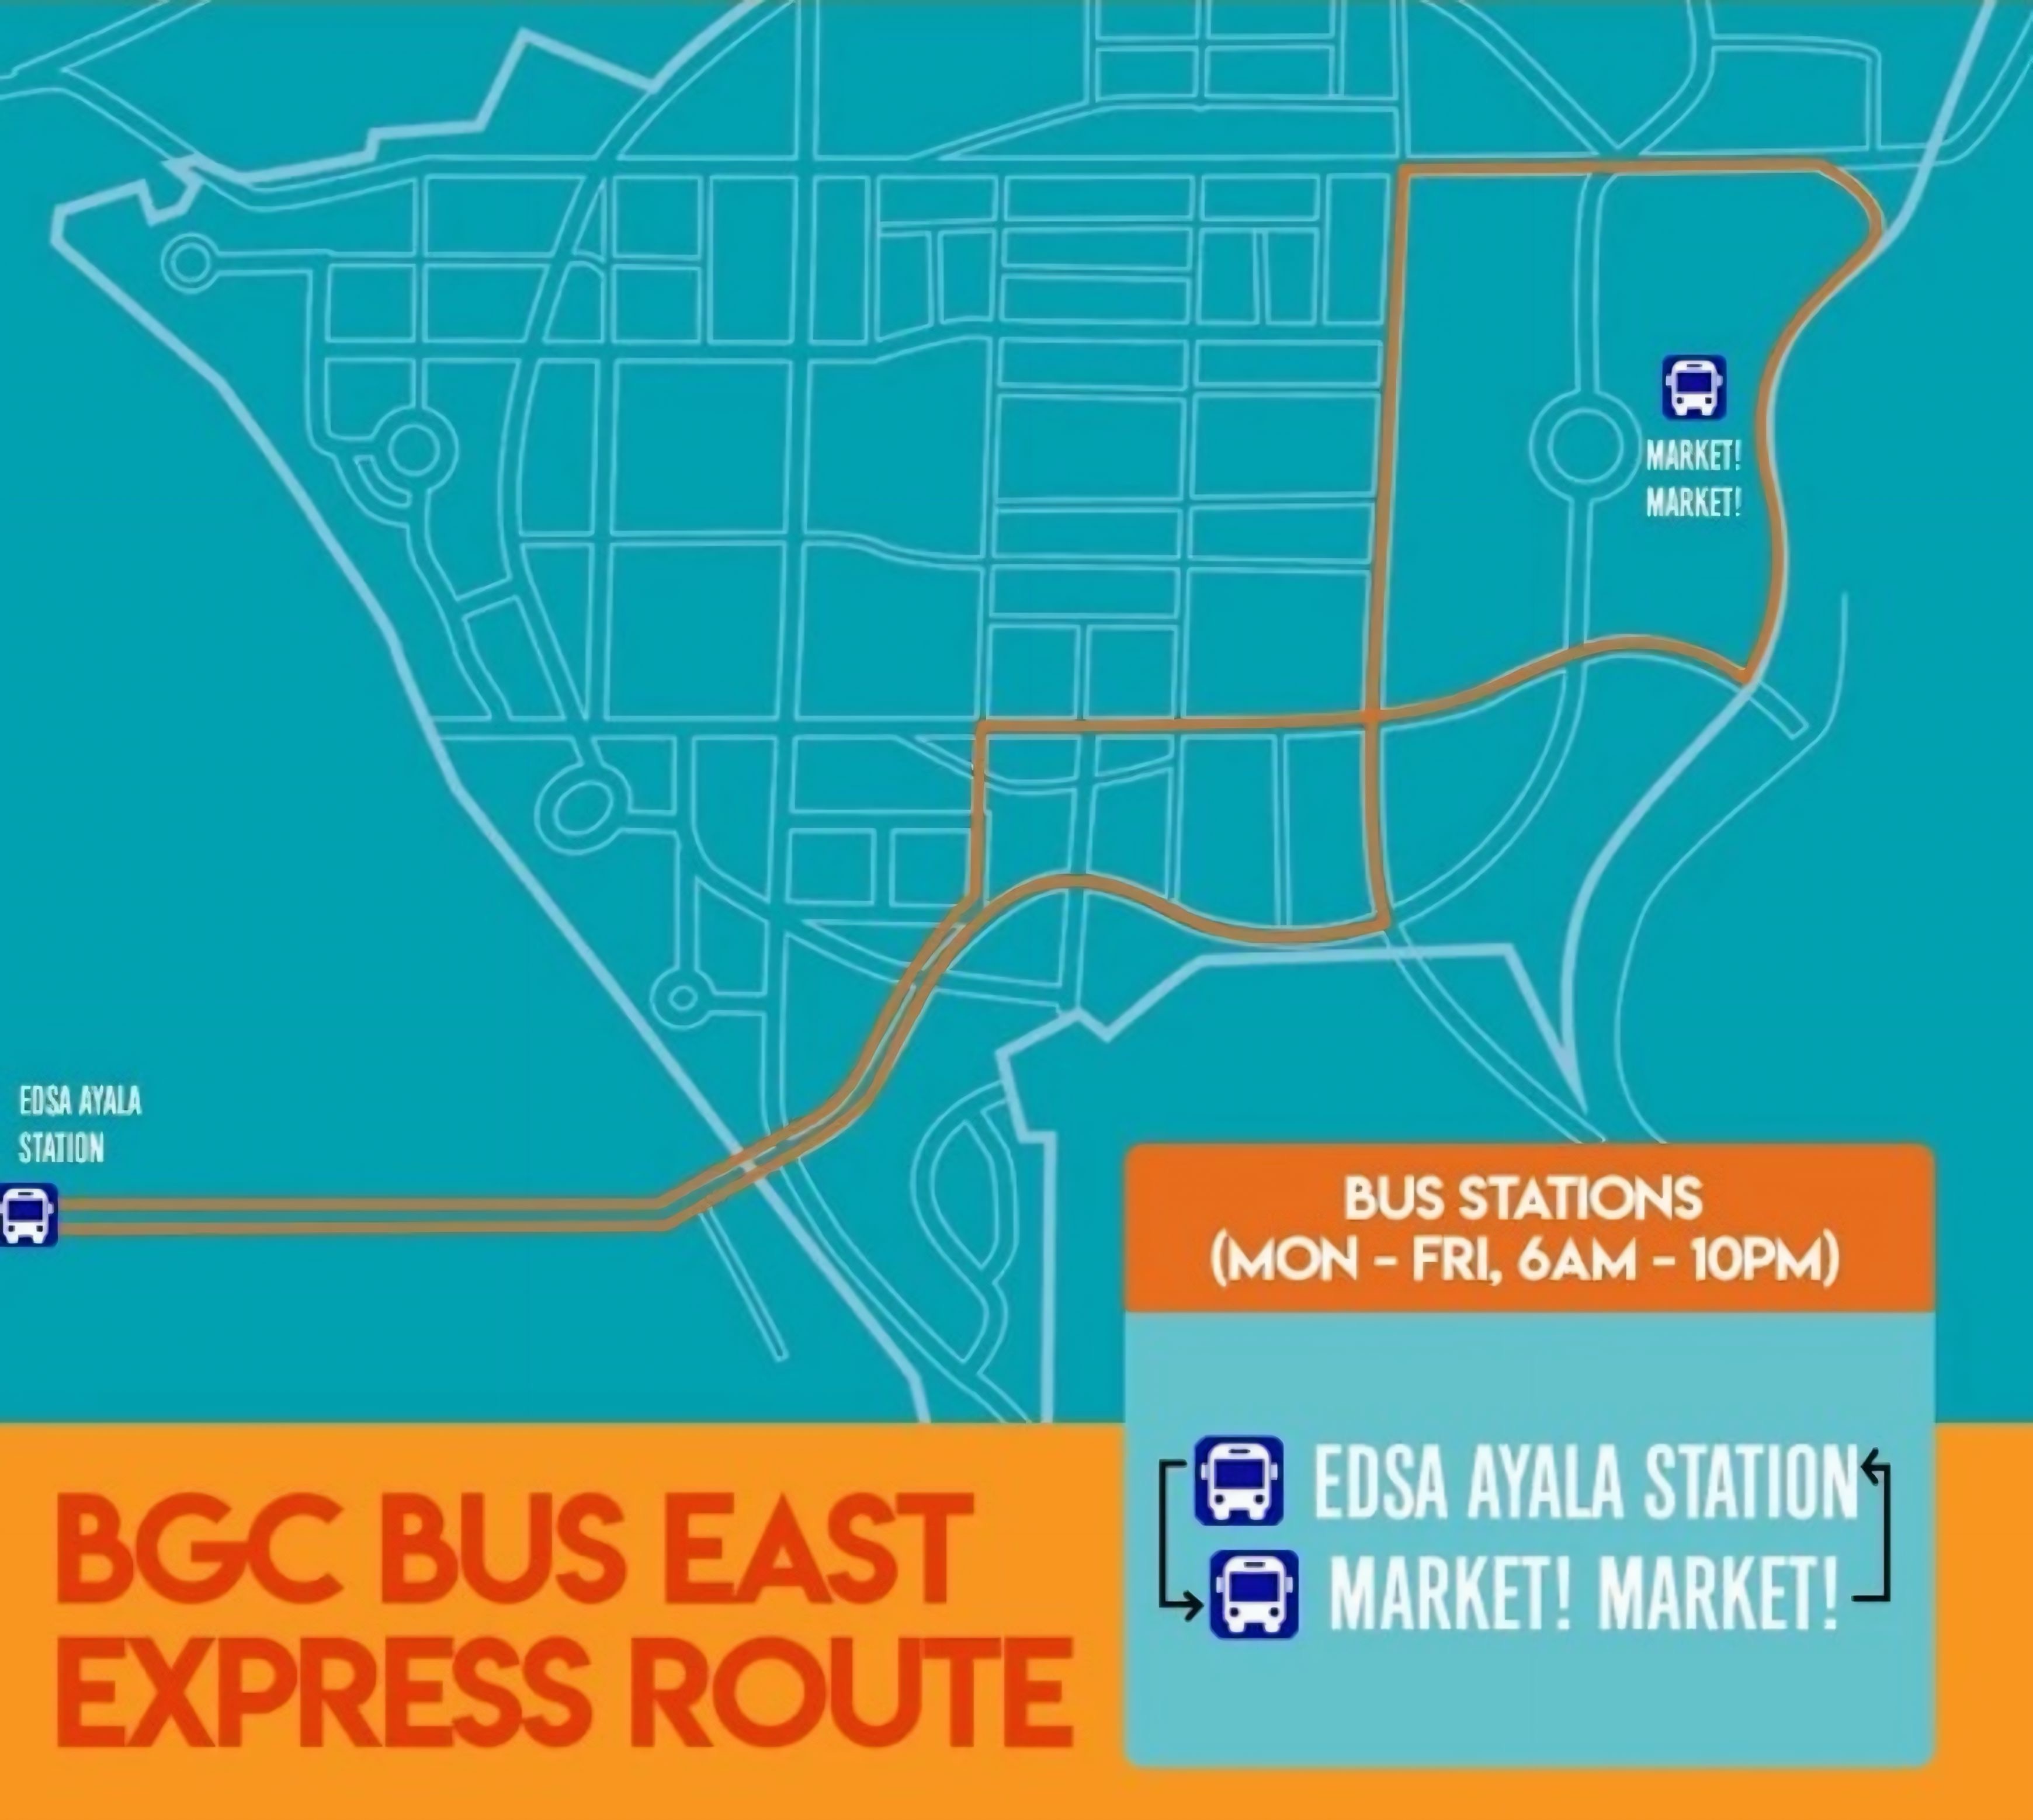 MARKET!
MARKET!
EDSA AYALA
STATION
BUS STATIONS
(MON - FRI, 6AM - 10PM)
EDSA AYALA STATION
MARKET! MARKET!
BGC BUS EAST
EXPRESS ROUTE